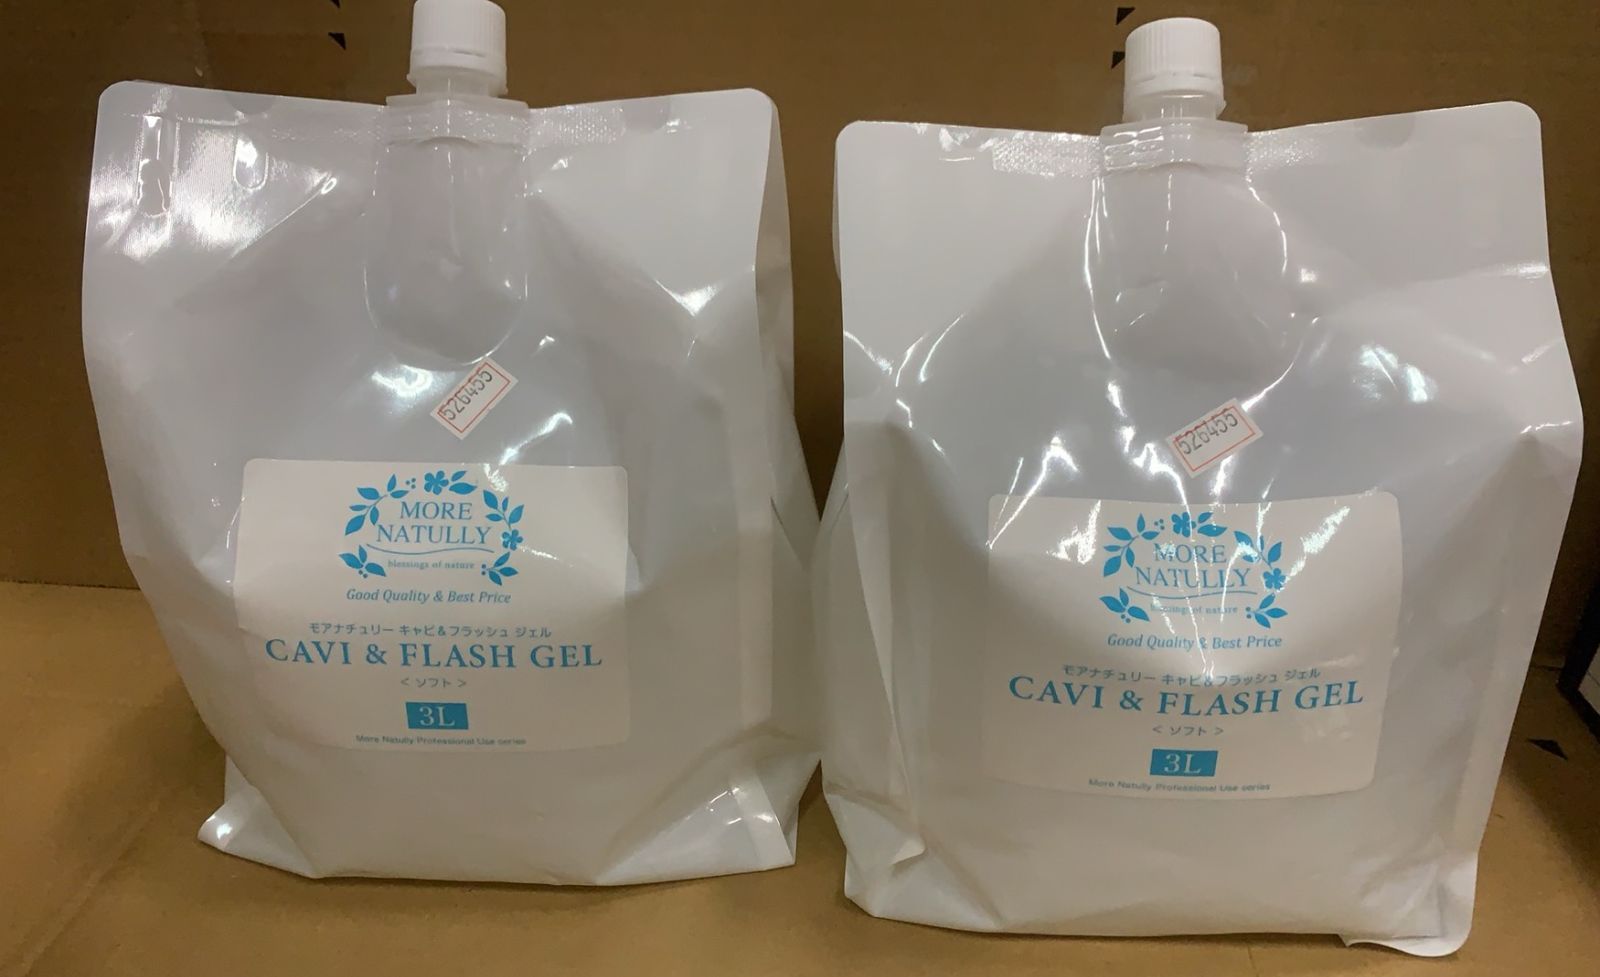 526455
MORE
NATULLY
blessings of nature
Good Quality & Best Price
モアナチュリー キャビ&フラッシュ ジェル
CAVI & FLASH GEL
< ソフト >
3L
More Natully Professional Use series
526455
MORE
NATULLY
blessings of nature
Good Quality & Best Price
モアナチュリー キャビ&フラッシュ ジェル
CAVI & FLASH GEL
< ソフト >
3L
More Natully Professional Use series